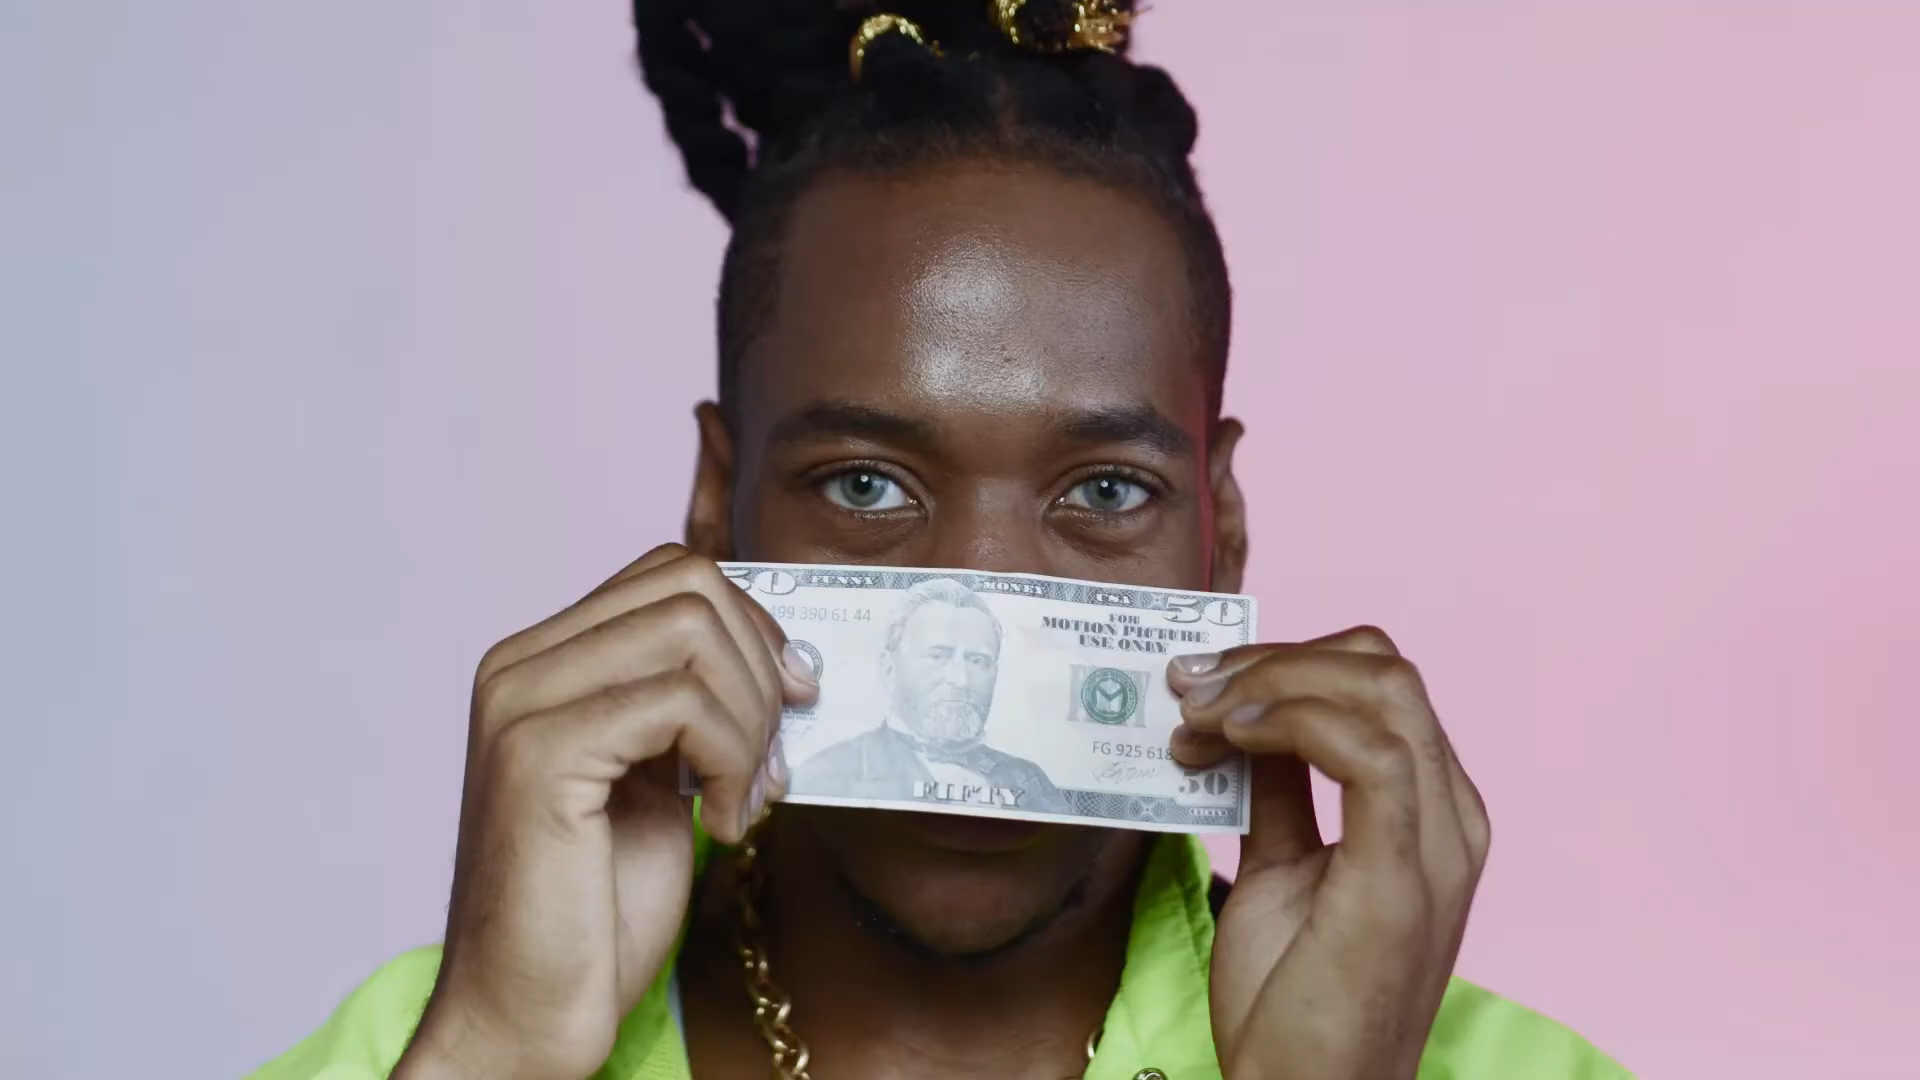 50 FUNNY MONEY USA 50
499 390 61 44
FOR
MOTION PICTURE
USE ONLY
FG 925 618
50
FIFTY